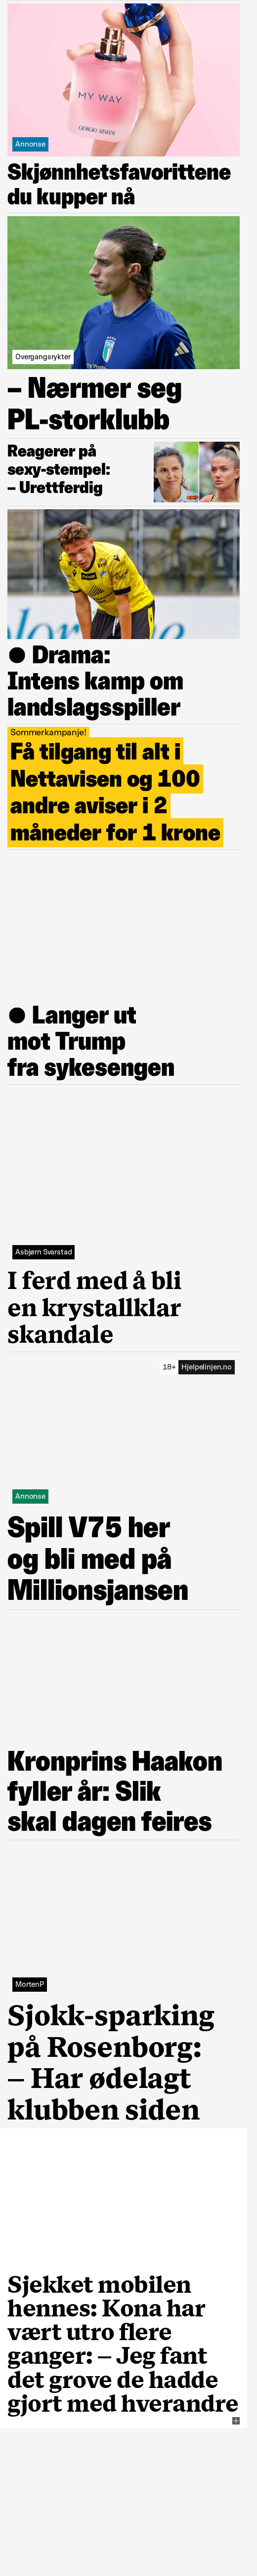 MY WAY
GIORGIO ARMANI
Annonse
Skjønnhetsfavorittene
du kupper nå
Overgangsrykter
– Nærmer seg
PL-storklubb
Reagerer på
sexy-stempel:
– Urettferdig
● Drama:
Intens kamp om
landslagsspiller
Sommerkampanje!
Få tilgang til alt i
Nettavisen og 100
andre aviser i 2
måneder for 1 krone
● Langer ut
mot Trump
fra sykesengen
Asbjørn Svarstad
I ferd med å bli
en krystallklar
skandale
18+ Hjelpelinjen.no
Annonse
Spill V75 her
og bli med på
Millionsjansen
Kronprins Haakon
fyller år: Slik
skal dagen feires
MortenP
Sjokk-sparking
på Rosenborg:
– Har ødelagt
klubben siden
Sjekket mobilen
hennes: Kona har
vært utro flere
ganger: – Jeg fant
det grove de hadde
gjort med hverandre